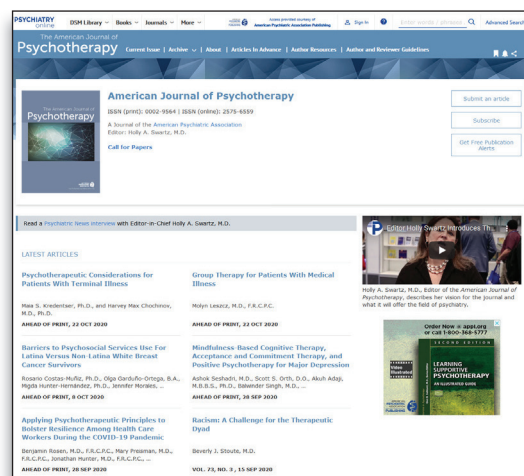 PSYCHIATRY
online
DSM Library
Books
Journals
More
Access provided courtesy of
American Psychiatric Association Publishing
Sign In
Enter words / phrases
Advanced Search
The American Journal of
Psychotherapy
Current Issue | Archive | About | Articles In Advance | Author Resources | Author and Reviewer Guidelines
The American Journal of
Psychotherapy
American Journal of Psychotherapy
ISSN (print): 0002-9564 | ISSN (online): 2575-6559
A Journal of the American Psychiatric Association
Editor: Holly A. Swartz, M.D.
Call for Papers
Submit an article
Subscribe
Get Free Publication
Alerts
Read a Psychiatric News interview with Editor-in-Chief Holly A. Swartz, M.D.
LATEST ARTICLES
Psychotherapeutic Considerations for
Patients With Terminal Illness
Maia S. Kredentser, Ph.D., and Harvey Max Chochinov,
M.D., Ph.D.
AHEAD OF PRINT, 22 OCT 2020
Group Therapy for Patients With Medical
Illness
Molyn Leszcz, M.D., F.R.C.P.C.
AHEAD OF PRINT, 22 OCT 2020
Barriers to Psychosocial Services Use For
Latina Versus Non-Latina White Breast
Cancer Survivors
Rosario Costas-Muñiz, Ph.D., Olga Garduño-Ortega, B.A.,
Migda Hunter-Hernández, Ph.D., Jennifer Morales, ...
AHEAD OF PRINT, 8 OCT 2020
Mindfulness-Based Cognitive Therapy,
Acceptance and Commitment Therapy, and
Positive Psychotherapy for Major Depression
Ashok Seshadri, M.D., Scott S. Orth, D.O., Akuh Adaji,
M.B.B.S., Ph.D., Balwinder Singh, M.D., ...
AHEAD OF PRINT, 28 SEP 2020
Applying Psychotherapeutic Principles to
Bolster Resilience Among Health Care
Workers During the COVID-19 Pandemic
Benjamin Rosen, M.D., F.R.C.P.C., Mary Preisman, M.D.,
F.R.C.P.C., Jonathan Hunter, M.D., F.R.C.P.C., ...
AHEAD OF PRINT, 28 SEP 2020
Racism: A Challenge for the Therapeutic
Dyad
Beverly J. Stoute, M.D.
VOL. 73, NO. 3, 15 SEP 2020
Editor Holly Swartz Introduces Th...
Holly A. Swartz, M.D., Editor of the American Journal of
Psychotherapy, describes her vision for the journal and
what it will offer the field of psychiatry.
Order Now @ appi.org
or call 1-800-368-5777
SECOND EDITION
Video
Illustrated
LEARNING
SUPPORTIVE
PSYCHOTHERAPY
AN ILLUSTRATED GUIDE